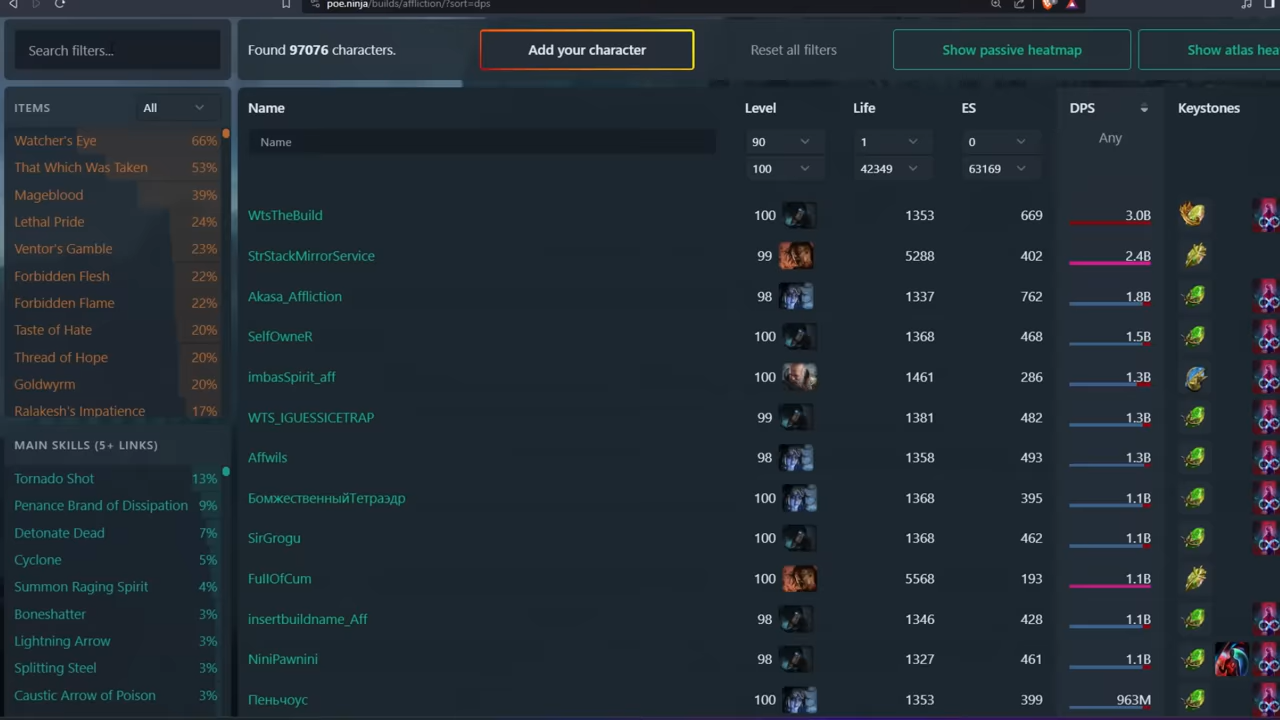 poe.ninja/builds/affliction/?sort=dps
Search filters...
Found 97076 characters.
Add your character
Reset all filters
Show passive heatmap
Show atlas hea
ITEMS
All
Watcher's Eye 66%
That Which Was Taken 53%
Mageblood 39%
Lethal Pride 24%
Ventor's Gamble 23%
Forbidden Flesh 22%
Forbidden Flame 22%
Taste of Hate 20%
Thread of Hope 20%
Goldwyrm 20%
Ralakesh's Impatience 17%
MAIN SKILLS (5+ LINKS)
Tornado Shot 13%
Penance Brand of Dissipation 9%
Detonate Dead 7%
Cyclone 5%
Summon Raging Spirit 4%
Boneshatter 3%
Lightning Arrow 3%
Splitting Steel 3%
Caustic Arrow of Poison 3%
Name Level Life ES DPS Keystones
Name 90 1 0 Any
100 42349 63169
WtsTheBuild 100 1353 669 3.0B
StrStackMirrorService 99 5288 402 2.4B
Akasa_Affliction 98 1337 762 1.8B
SelfOwneR 100 1368 468 1.5B
imbasSpirit_aff 100 1461 286 1.3B
WTS_IGUESSICETRAP 99 1381 482 1.3B
Affwils 98 1358 493 1.3B
БомжественныйТетраэдр 100 1368 395 1.1B
SirGrogu 100 1368 462 1.1B
FullOfCum 100 5568 193 1.1B
insertbuildname_Aff 98 1346 428 1.1B
NiniPawnini 98 1327 461 1.1B
Пеньчоус 100 1353 399 963M